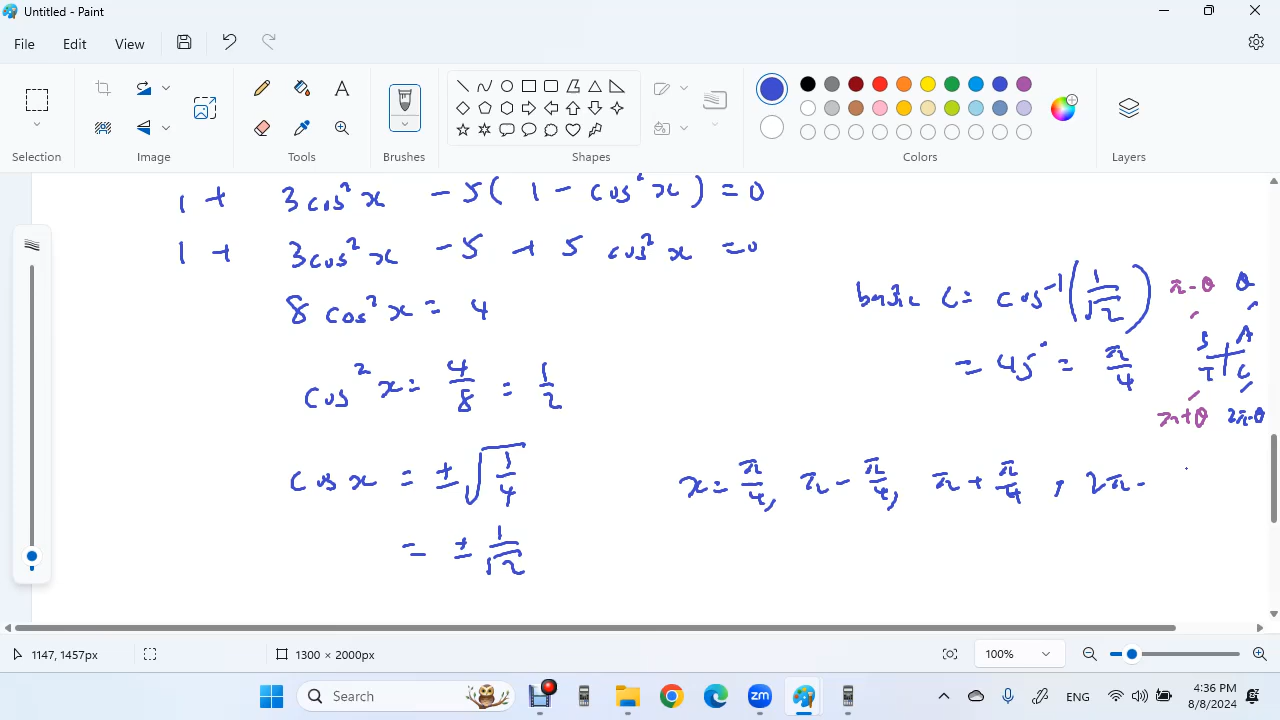 Untitled - Paint
File Edit View
Selection Image Tools Brushes Shapes Colors Layers
1 + 3cos²x - 5(1 - cos²x) = 0
1 + 3cos²x - 5 + 5 cos²x = 0
8 cos²x = 4
cos²x = 4/8 = 1/2
cos x = ±√(1/4)
= ± 1/√2
basic ∠ = cos⁻¹(1/√2)
= 45° = π/4
π-θ θ
S A
T C
π+θ 2π-θ
x = π/4, π - π/4, π + π/4, 2π -
1147, 1457px 1300 × 2000px 100%
Search zm ENG 4:36 PM
8/8/2024